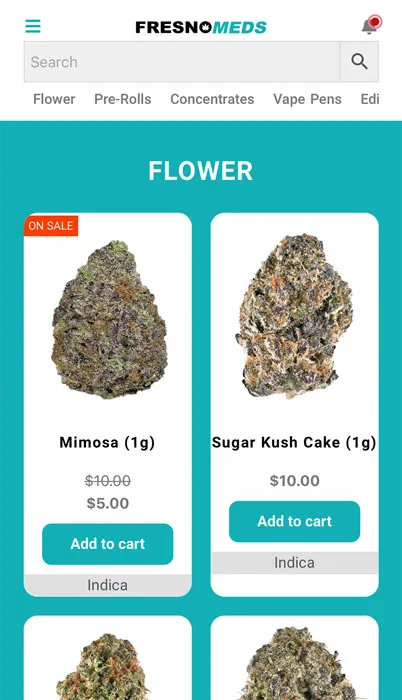 FRESNOMEDS
Search
Flower Pre-Rolls Concentrates Vape Pens Edi
FLOWER
ON SALE
Mimosa (1g)
$10.00
$5.00
Add to cart
Indica
Sugar Kush Cake (1g)
$10.00
Add to cart
Indica